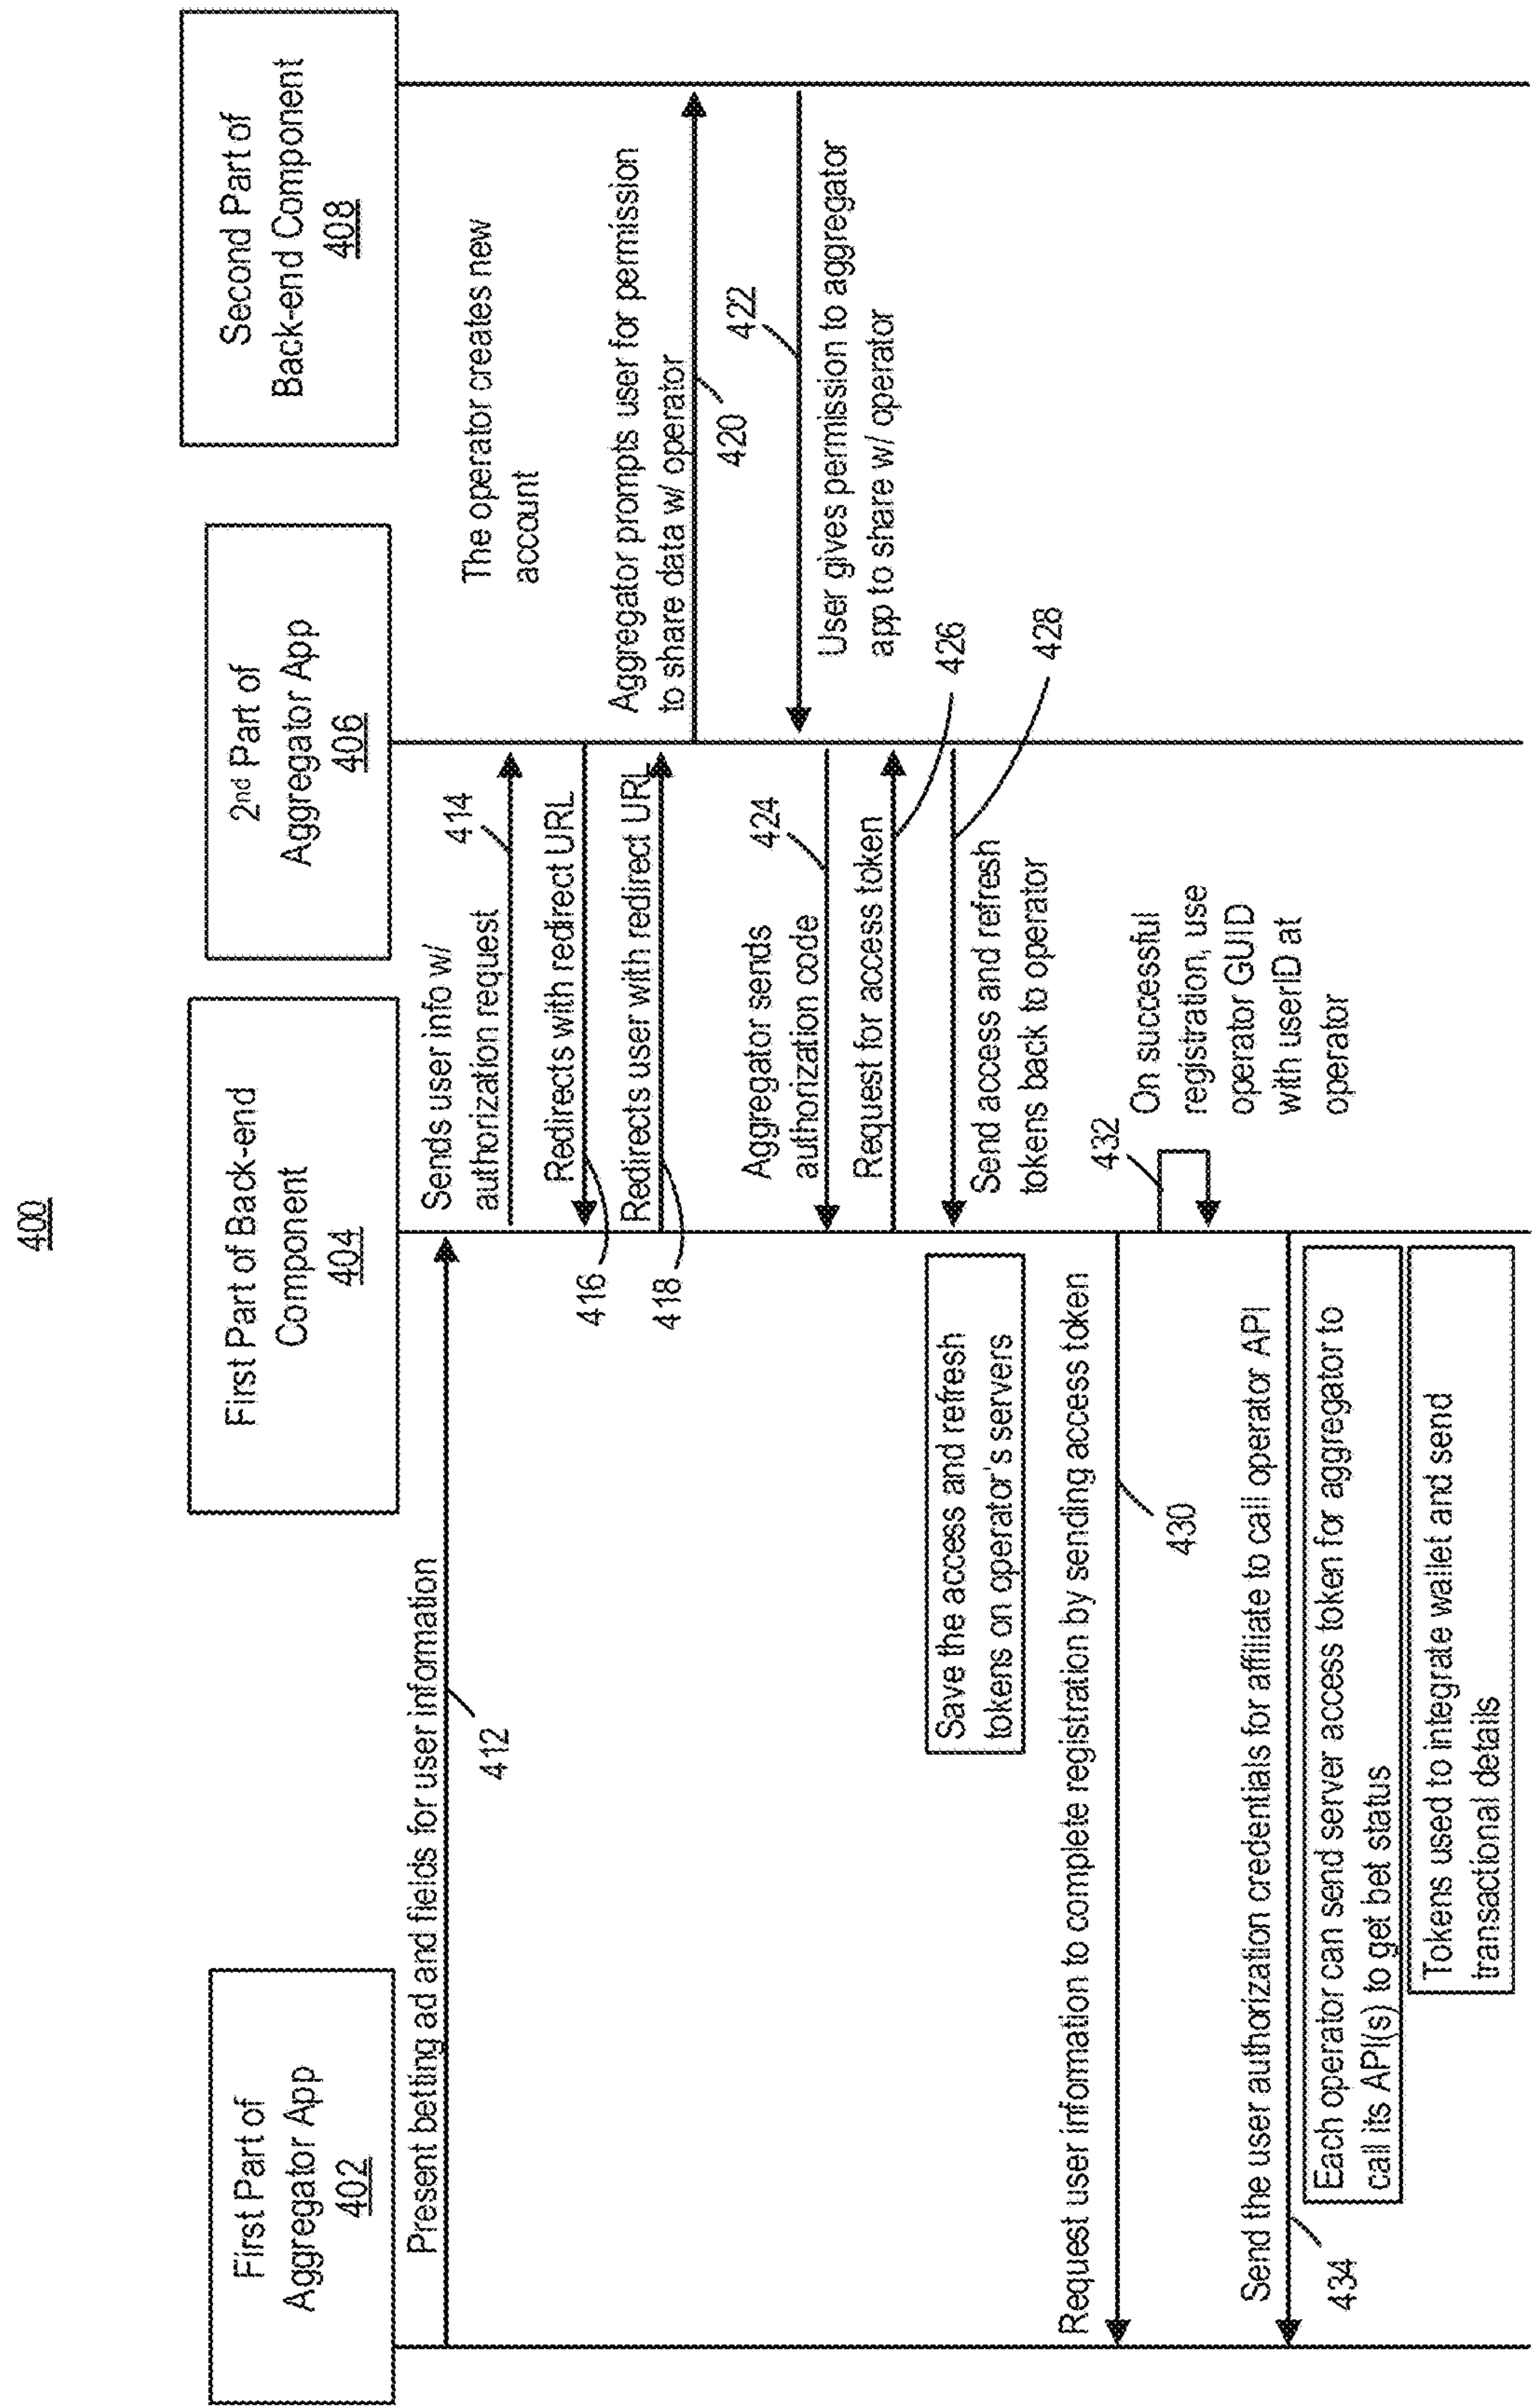 400
First Part of
Aggregator App
402
First Part of Back-end
Component
404
2nd Part of
Aggregator App
406
Second Part of
Back-end Component
408
Present betting ad and fields for user information
412
Sends user info w/
authorization request
414
The operator creates new
account
Redirects with redirect URL
416
Redirects user with redirect URL
418
Aggregator prompts user for permission
to share data w/ operator
420
422
User gives permission to aggregator
app to share w/ operator
Aggregator sends
authorization code
424
Request for access token
426
Send access and refresh
tokens back to operator
428
Save the access and refresh
tokens on operator's servers
Request user information to complete registration by sending access token
430
432
On successful
registration, use
operator GUID
with userID at
operator
Send the user authorization credentials for affiliate to call operator API
434
Each operator can send server access token for aggregator to
call its API(s) to get bet status
Tokens used to integrate wallet and send
transactional details